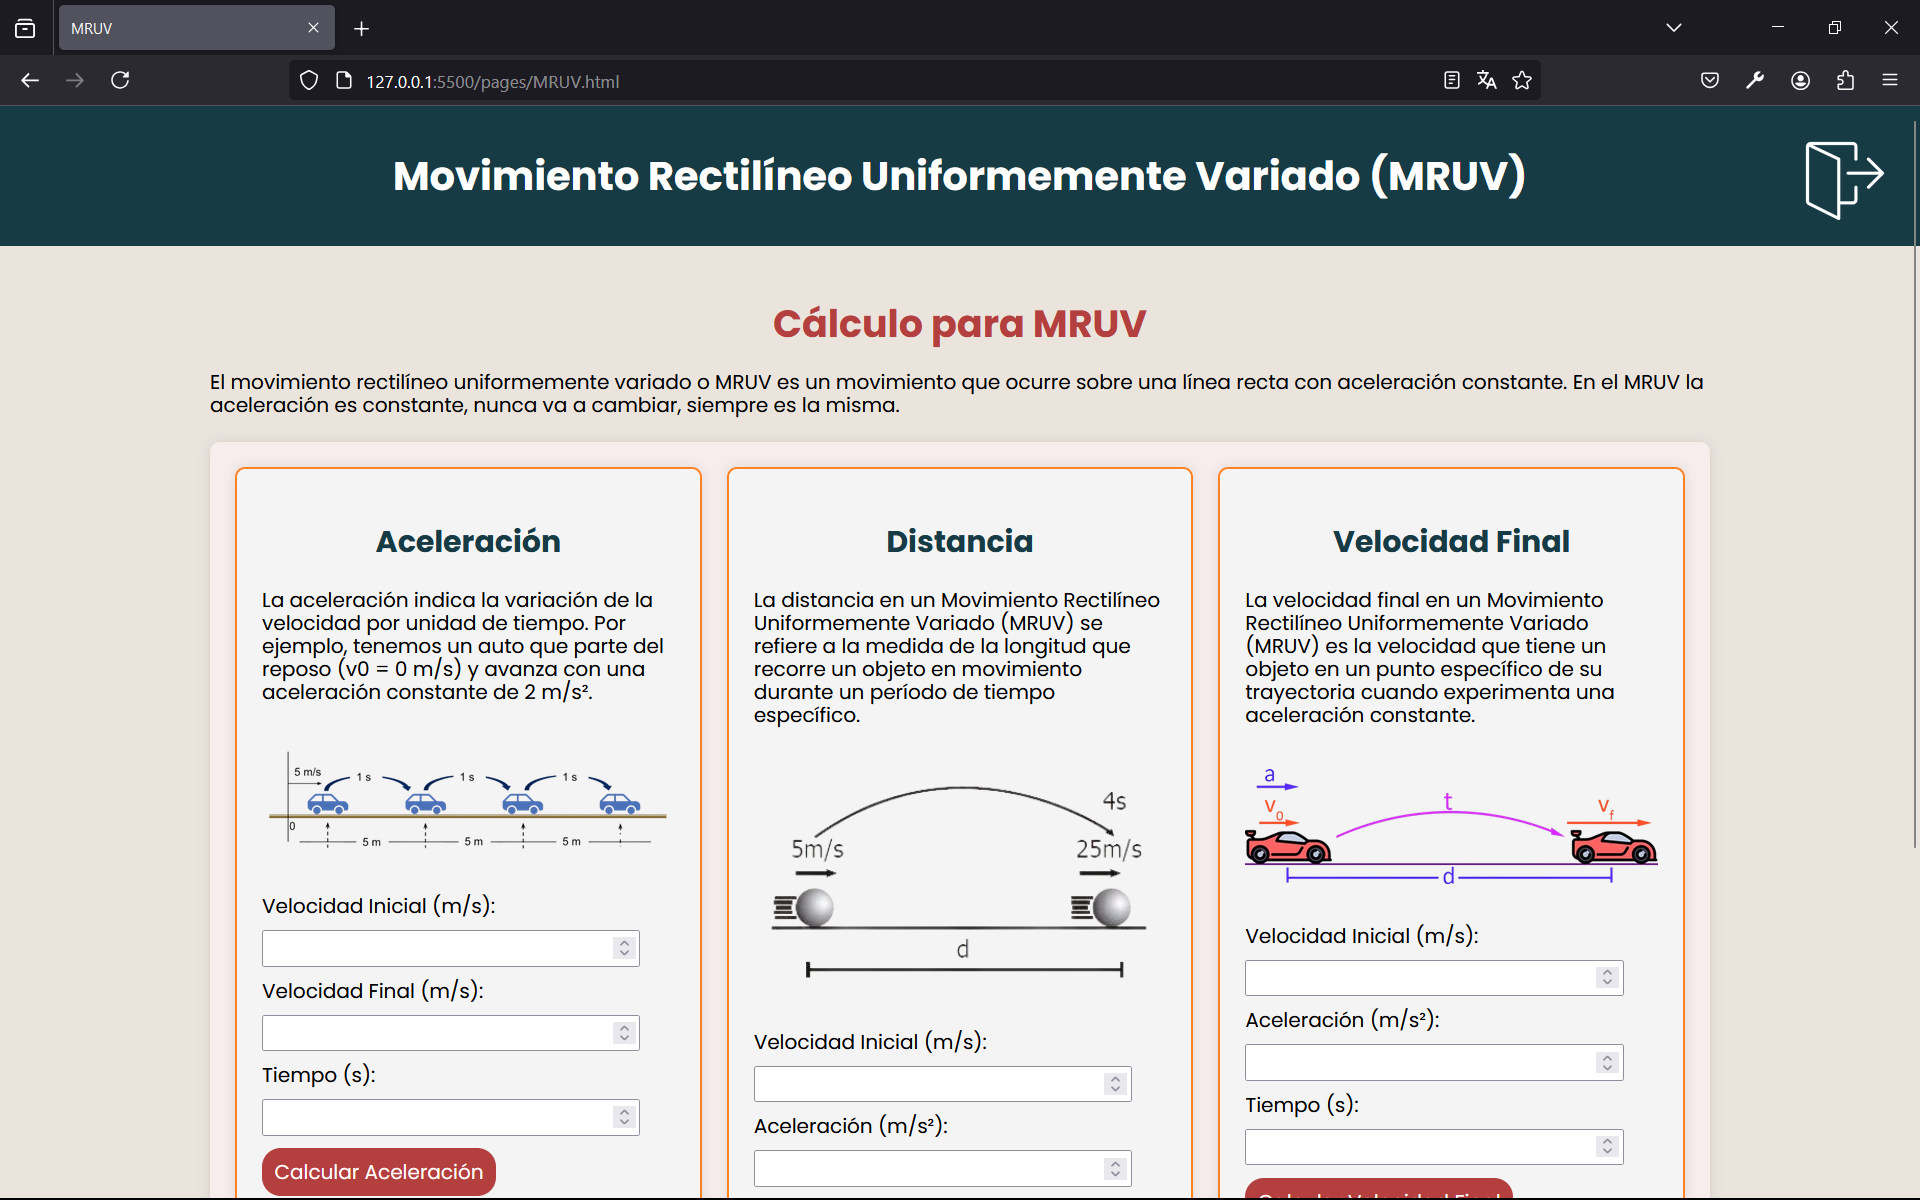 MRUV
127.0.0.1:5500/pages/MRUV.html
Movimiento Rectilíneo Uniformemente Variado (MRUV)
Cálculo para MRUV
El movimiento rectilíneo uniformemente variado o MRUV es un movimiento que ocurre sobre una línea recta con aceleración constante. En el MRUV la
aceleración es constante, nunca va a cambiar, siempre es la misma.
Aceleración
La aceleración indica la variación de la
velocidad por unidad de tiempo. Por
ejemplo, tenemos un auto que parte del
reposo (v0 = 0 m/s) y avanza con una
aceleración constante de 2 m/s².
5 m/s
1 s
1 s
1 s
0
5 m
5 m
5 m
Velocidad Inicial (m/s):
Velocidad Final (m/s):
Tiempo (s):
Calcular Aceleración
Distancia
La distancia en un Movimiento Rectilíneo
Uniformemente Variado (MRUV) se
refiere a la medida de la longitud que
recorre un objeto en movimiento
durante un período de tiempo
específico.
4s
5m/s
25m/s
d
Velocidad Inicial (m/s):
Aceleración (m/s²):
Velocidad Final
La velocidad final en un Movimiento
Rectilíneo Uniformemente Variado
(MRUV) es la velocidad que tiene un
objeto en un punto específico de su
trayectoria cuando experimenta una
aceleración constante.
a
v0
t
vf
d
Velocidad Inicial (m/s):
Aceleración (m/s²):
Tiempo (s):
Calcular Velocidad Final